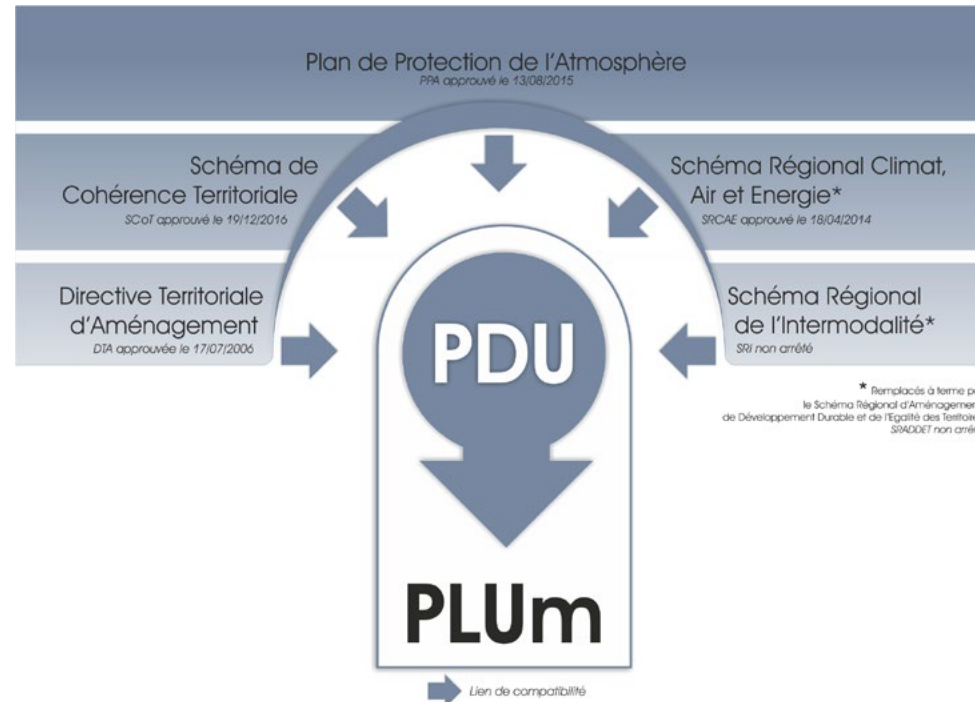 Plan de Protection de l'Atmosphère
PPA approuvé le 13/08/2015
Schéma de
Cohérence Territoriale
SCoT approuvé le 19/12/2016
Schéma Régional Climat,
Air et Energie*
SRCAE approuvé le 18/04/2014
Directive Territoriale
d'Aménagement
DTA approuvée le 17/07/2006
Schéma Régional
de l'Intermodalité*
SRI non arrêté
* Remplacés à terme
le Schéma Régional d'Aménagement
de Développement Durable et de l'Egalité des
SRADDET non
PDU
PLUm
Lien de compatibilité